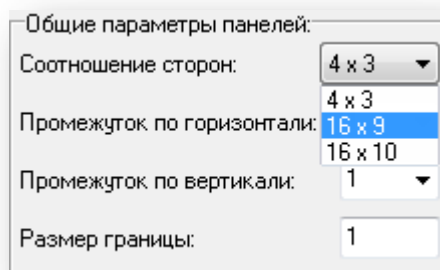 Общие параметры панелей:
Соотношение сторон: 4 x 3
4 x 3
Промежуток по горизонтали: 16 x 9
16 x 10
Промежуток по вертикали: 1
Размер границы: 1